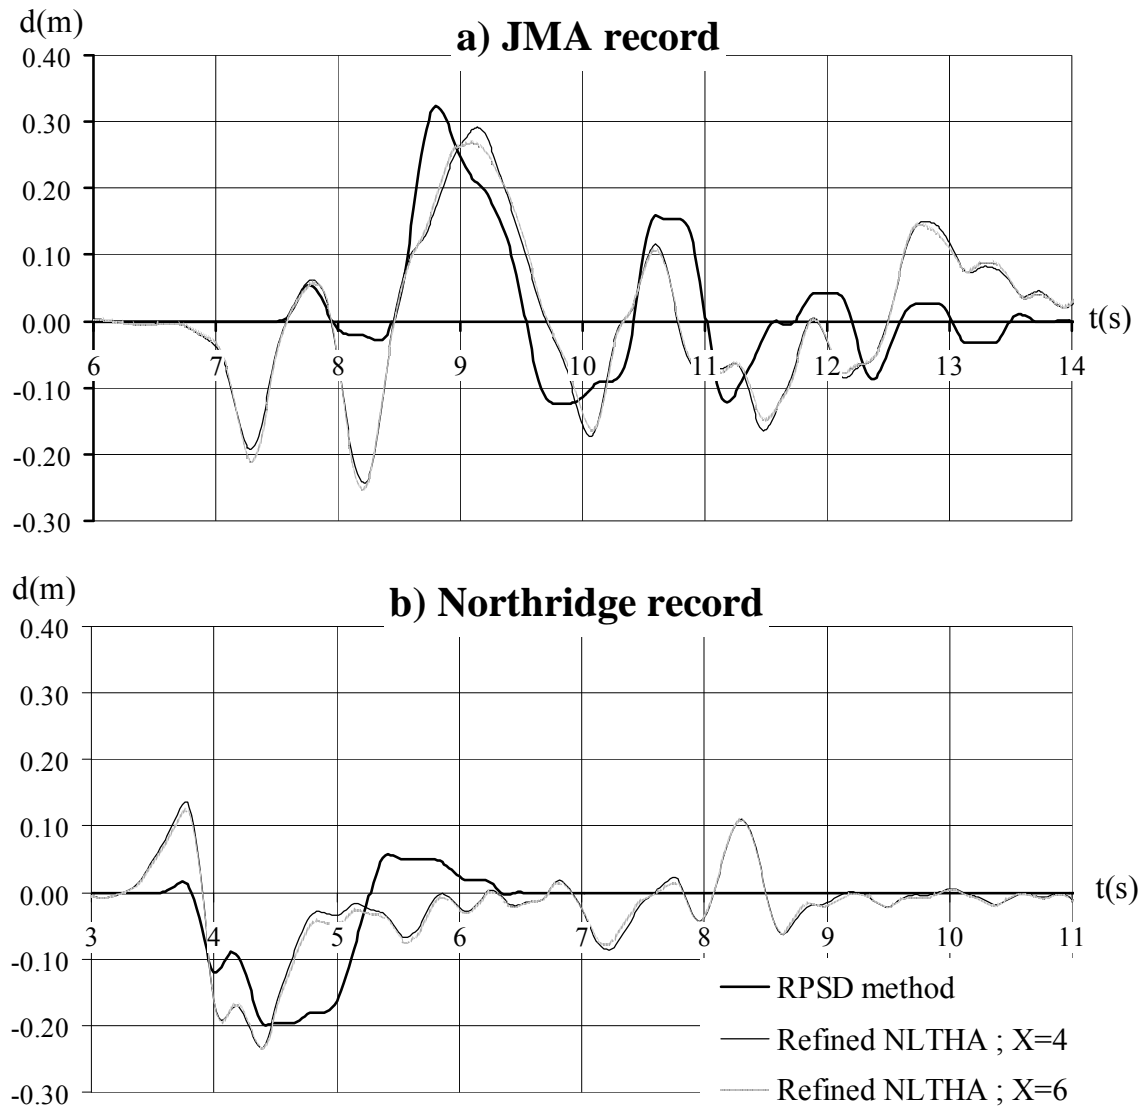 d(m)
a) JMA record
0.40
0.30
0.20
0.10
0.00
-0.10
-0.20
-0.30
6 7 8 9 10 11 12 13 14
t(s)
d(m)
b) Northridge record
0.40
0.30
0.20
0.10
0.00
-0.10
-0.20
-0.30
3 4 5 6 7 8 9 10 11
t(s)
RPSD method
Refined NLTHA ; X=4
Refined NLTHA ; X=6